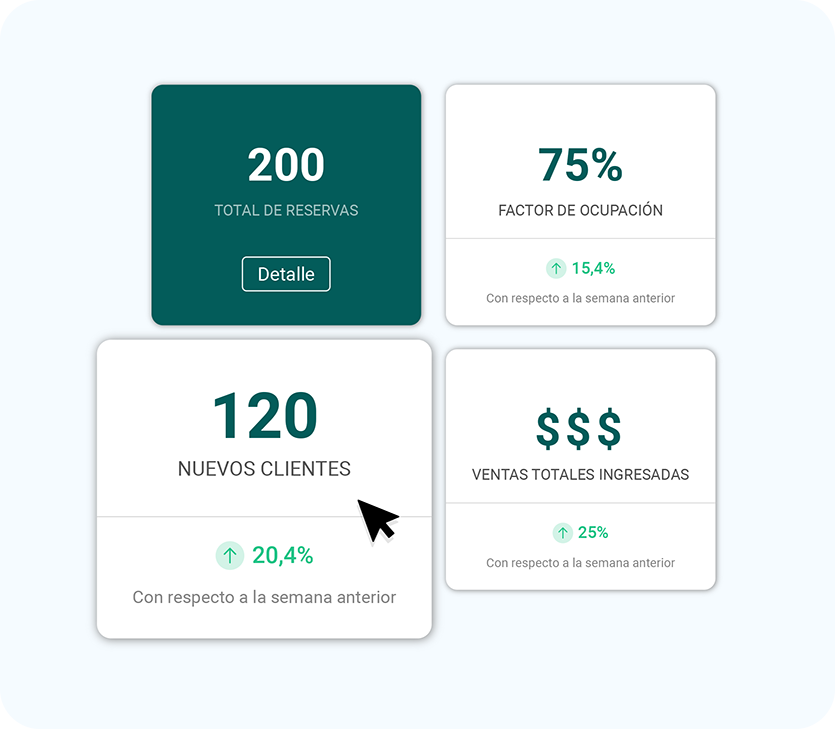 200
TOTAL DE RESERVAS
Detalle
75%
FACTOR DE OCUPACIÓN
15,4%
Con respecto a la semana anterior
120
NUEVOS CLIENTES
20,4%
Con respecto a la semana anterior
$$$
VENTAS TOTALES INGRESADAS
25%
Con respecto a la semana anterior